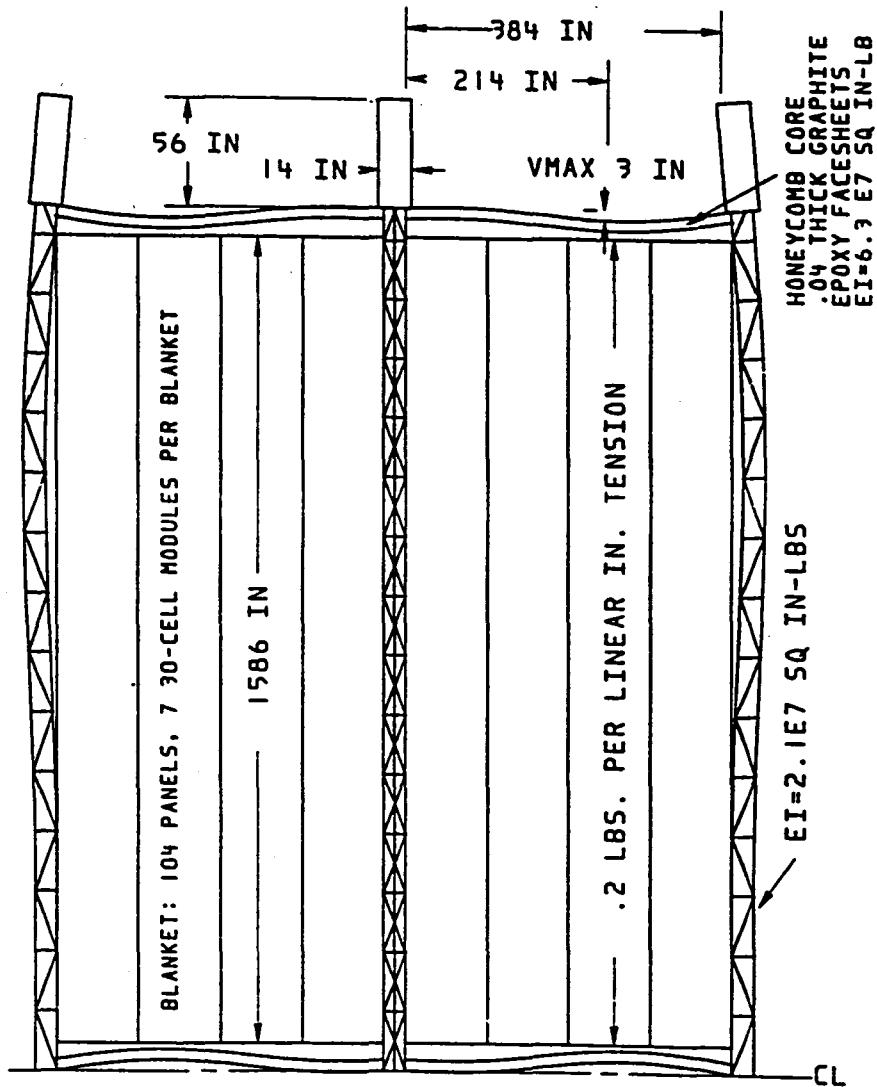 384 IN
214 IN
56 IN
14 IN
VMAX 3 IN
HONEYCOMB CORE
.04 THICK GRAPHITE
EPOXY FACESHEETS
EI=6.3 E7 SQ IN-LB
BLANKET: 104 PANELS, 7 30-CELL MODULES PER BLANKET
1586 IN
.2 LBS. PER LINEAR IN. TENSION
EI=2.1E7 SQ IN-LBS
CL